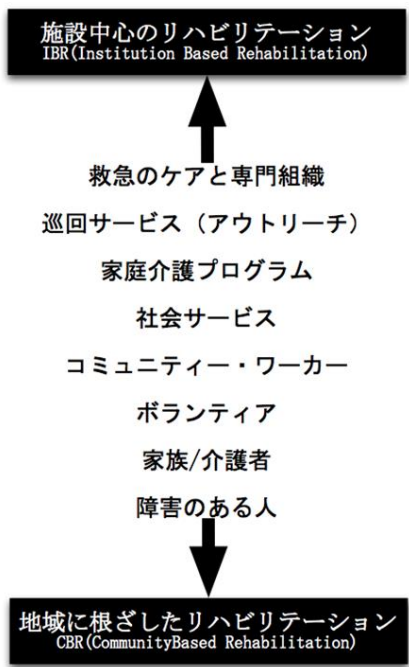 施設中心のリハビリテーション
IBR(Institution Based Rehabilitation)
救急のケアと専門組織
巡回サービス（アウトリーチ）
家庭介護プログラム
社会サービス
コミュニティー・ワーカー
ボランティア
家族/介護者
障害のある人
地域に根ざしたリハビリテーション
CBR(CommunityBased Rehabilitation)